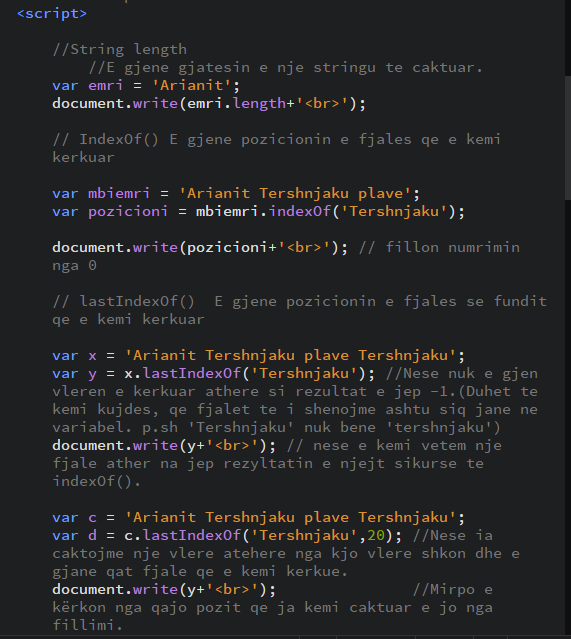 <script>
//String length
//E gjene gjatesin e nje stringu te caktuar.
var emri = 'Arianit';
document.write(emri.length+'<br>');
// IndexOf() E gjene pozicionin e fjales qe e kemi
kerkuar
var mbiemri = 'Arianit Tershnjaku plave';
var pozicioni = mbiemri.indexOf('Tershnjaku');
document.write(pozicioni+'<br>'); // fillon numrimin
nga 0
// lastIndexOf()  E gjene pozicionin e fjales se fundit
qe e kemi kerkuar
var x = 'Arianit Tershnjaku plave Tershnjaku';
var y = x.lastIndexOf('Tershnjaku'); //Nese nuk e gjen
vleren e kerkuar athere si rezultat e jep -1.(Duhet te
kemi kujdes, qe fjalet te i shenojme ashtu siq jane ne
variabel. p.sh 'Tershnjaku' nuk bene 'tershnjaku')
document.write(y+'<br>'); // nese e kemi vetem nje
fjale ather na jep rezyltatin e njejt sikurse te
indexOf().
var c = 'Arianit Tershnjaku plave Tershnjaku';
var d = c.lastIndexOf('Tershnjaku',20); //Nese ia
caktojme nje vlere atehere nga kjo vlere shkon dhe e
gjane qat fjale qe e kemi kerkue.
document.write(y+'<br>');               //Mirpo e
kërkon nga qajo pozit qe ja kemi caktuar e jo nga
fillimi.